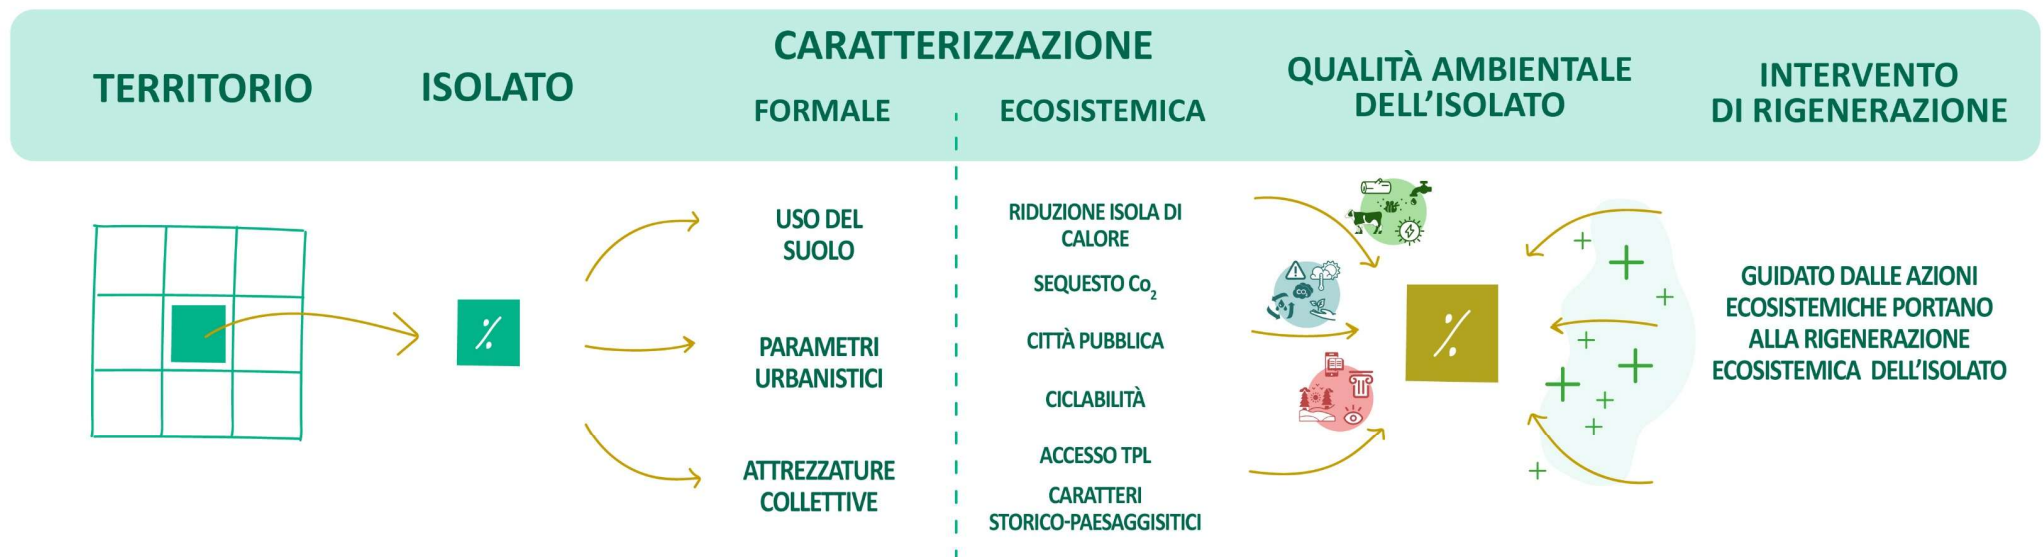 TERRITORIO
ISOLATO
CARATTERIZZAZIONE
FORMALE
ECOSISTEMICA
QUALITÀ AMBIENTALE
DELL’ISOLATO
INTERVENTO
DI RIGENERAZIONE
%
USO DEL
SUOLO
PARAMETRI
URBANISTICI
ATTREZZATURE
COLLETTIVE
RIDUZIONE ISOLA DI
CALORE
SEQUESTO Co₂
CITTÀ PUBBLICA
CICLABILITÀ
ACCESSO TPL
CARATTERI
STORICO-PAESAGGISITICI
CO₂
%
GUIDATO DALLE AZIONI
ECOSISTEMICHE PORTANO
ALLA RIGENERAZIONE
ECOSISTEMICA DELL’ISOLATO